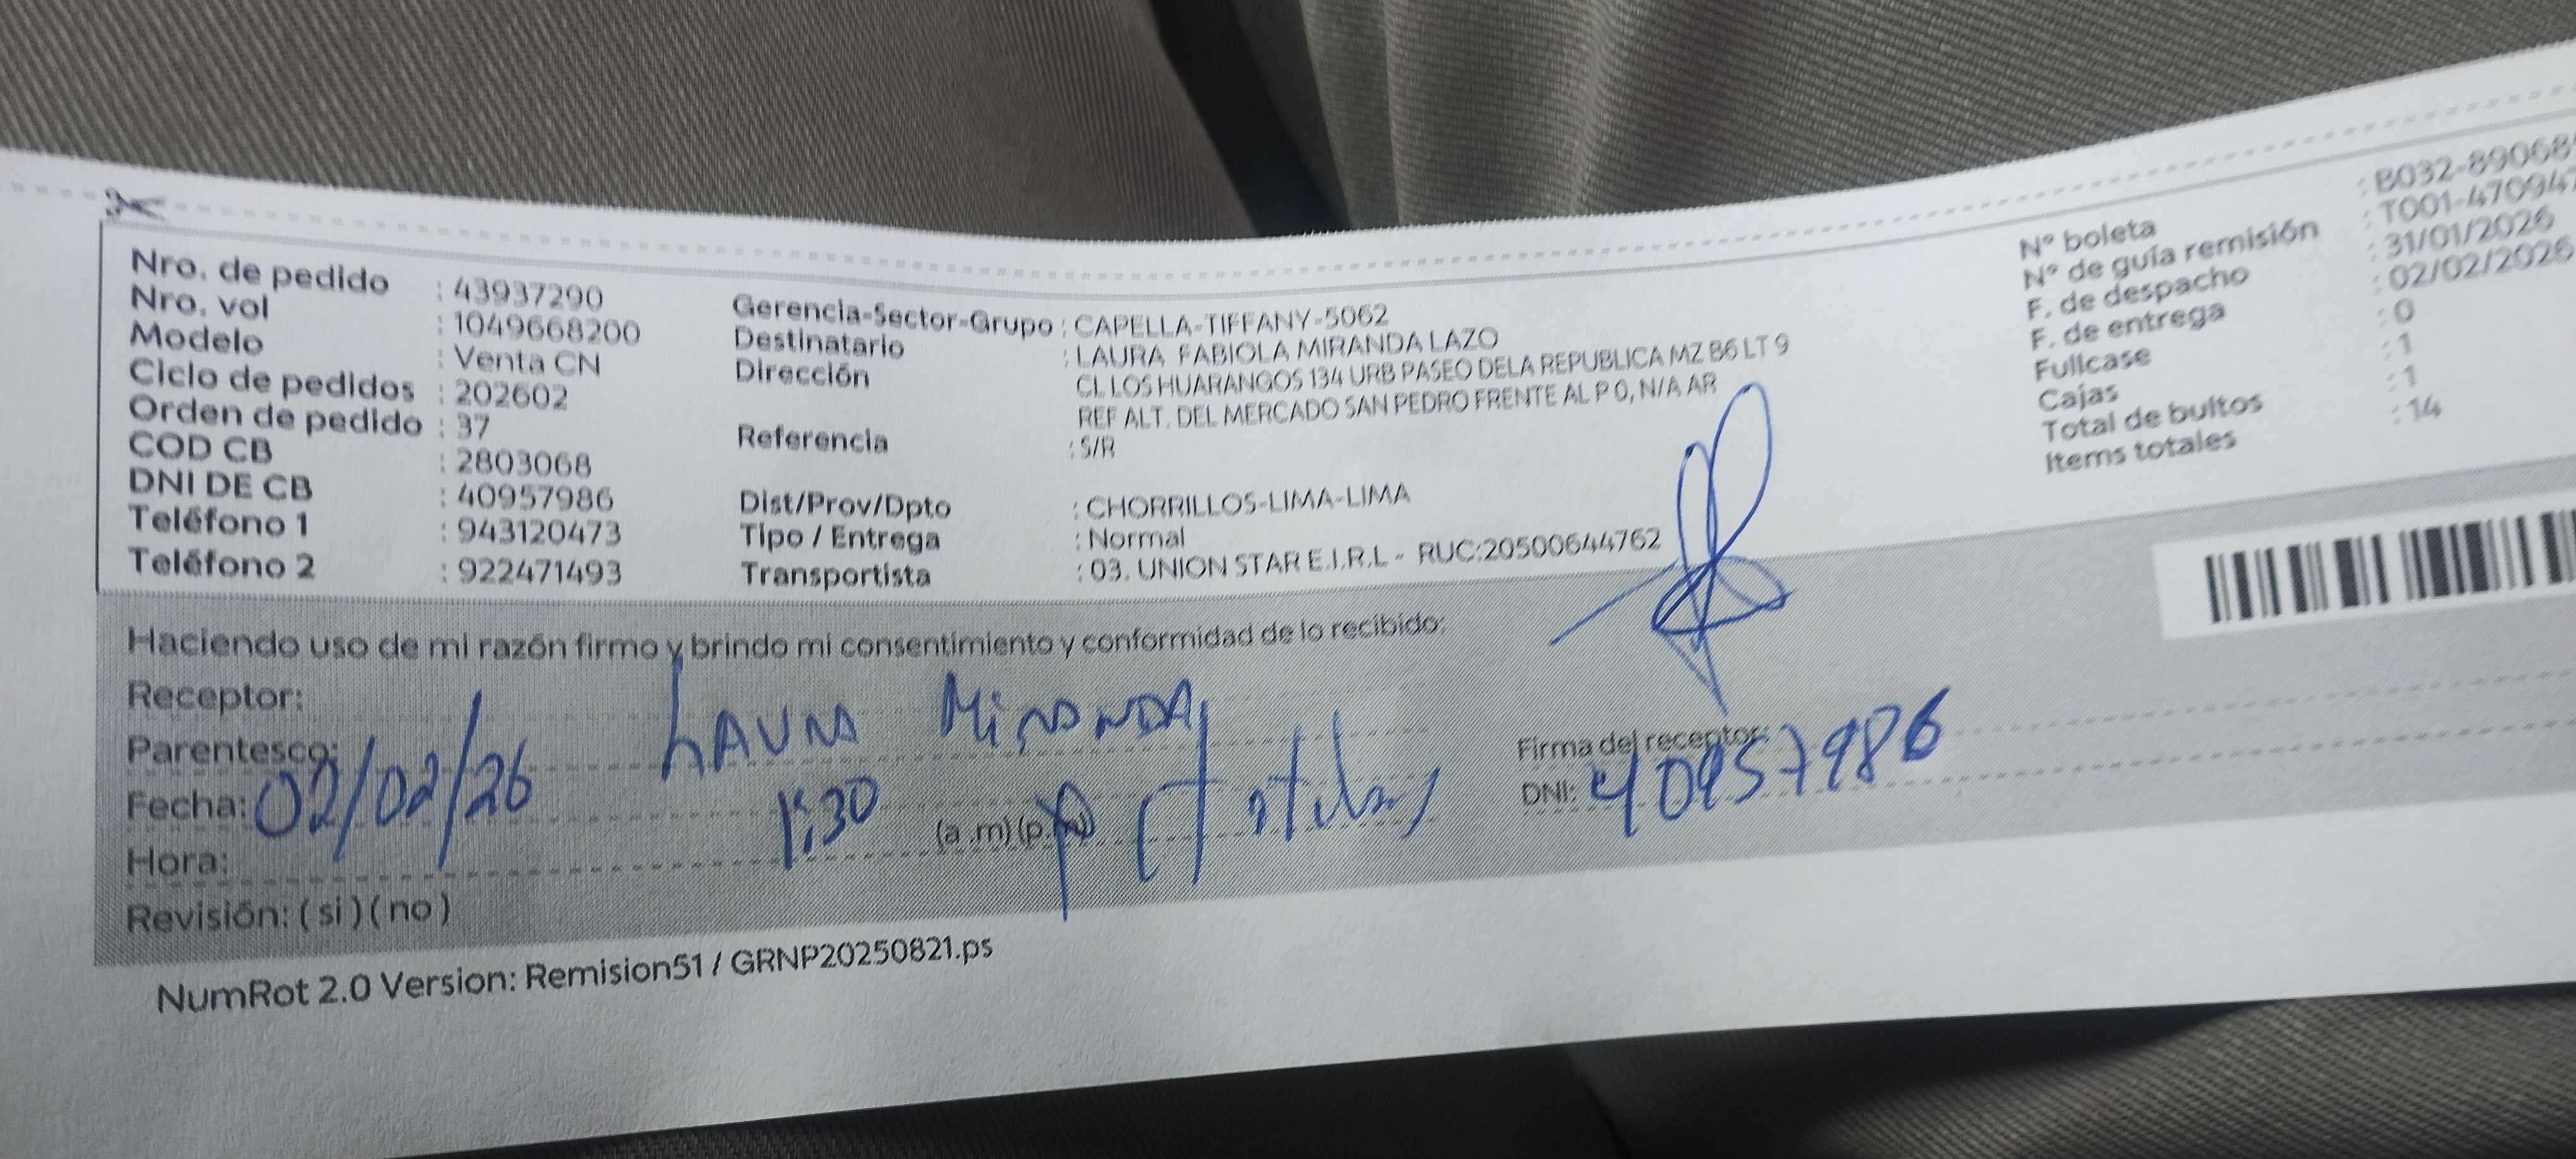 Nro. de pedido : 43937290
Nro. vol : 1049668200
Modelo : Venta CN
Ciclo de pedidos : 202602
Orden de pedido : 37
COD CB : 2803068
DNI DE CB : 40957986
Teléfono 1 : 943120473
Teléfono 2 : 922471493
Gerencia-Sector-Grupo : CAPELLA-TIFFANY-5062
Destinatario : LAURA FABIOLA MIRANDA LAZO
Dirección : CL LOS HUARANGOS 134 URB PASEO DELA REPUBLICA MZ B6 LT 9
REF ALT. DEL MERCADO SAN PEDRO FRENTE AL P 0, N/A AR
Referencia : S/R
Dist/Prov/Dpto : CHORRILLOS-LIMA-LIMA
Tipo / Entrega : Normal
Transportista : 03. UNION STAR E.I.R.L - RUC:20500644762
Nº boleta : B032-89068
Nº de guía remisión : T001-47094
F. de despacho : 31/01/2026
F. de entrega : 02/02/2026
Fullcase : 0
Cajas : 1
Total de bultos : 1
Items totales : 14
Haciendo uso de mi razón firmo y brindo mi consentimiento y conformidad de lo recibido:
Receptor: LAURA MIRANDA
Parentesco:
Fecha: 02/02/26
Hora: 1:30 (a.m)(p.m)
Revisión: ( si ) ( no )
Firma del receptor:
DNI: 40957986
NumRot 2.0 Version: Remision51 / GRNP20250821.ps